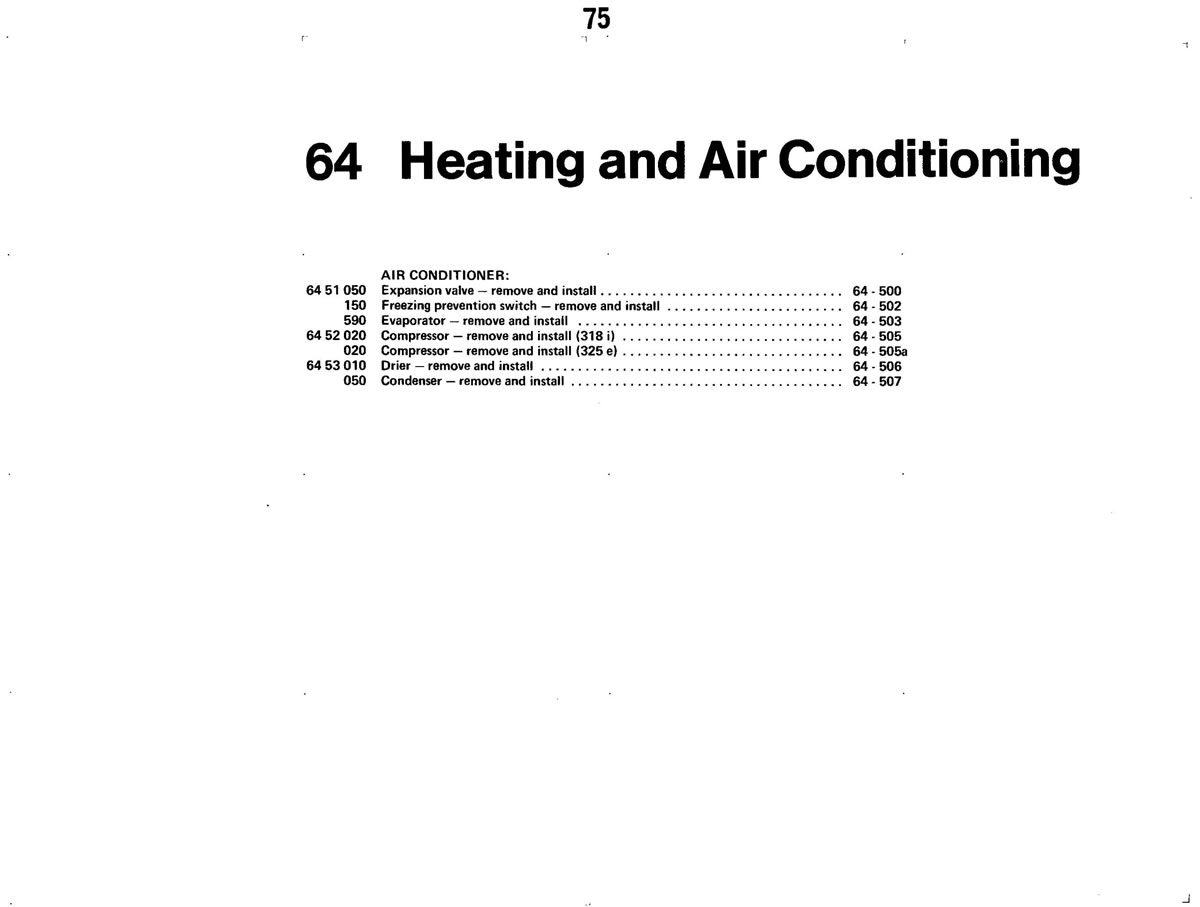 75
64 Heating and Air Conditioning
AIR CONDITIONER:
64 51 050 Expansion valve — remove and install ................................. 64 - 500
150 Freezing prevention switch — remove and install ........................ 64 - 502
590 Evaporator — remove and install .................................... 64 - 503
64 52 020 Compressor — remove and install (318 i) .............................. 64 - 505
020 Compressor — remove and install (325 e) .............................. 64 - 505a
64 53 010 Drier — remove and install ......................................... 64 - 506
050 Condenser — remove and install ..................................... 64 - 507